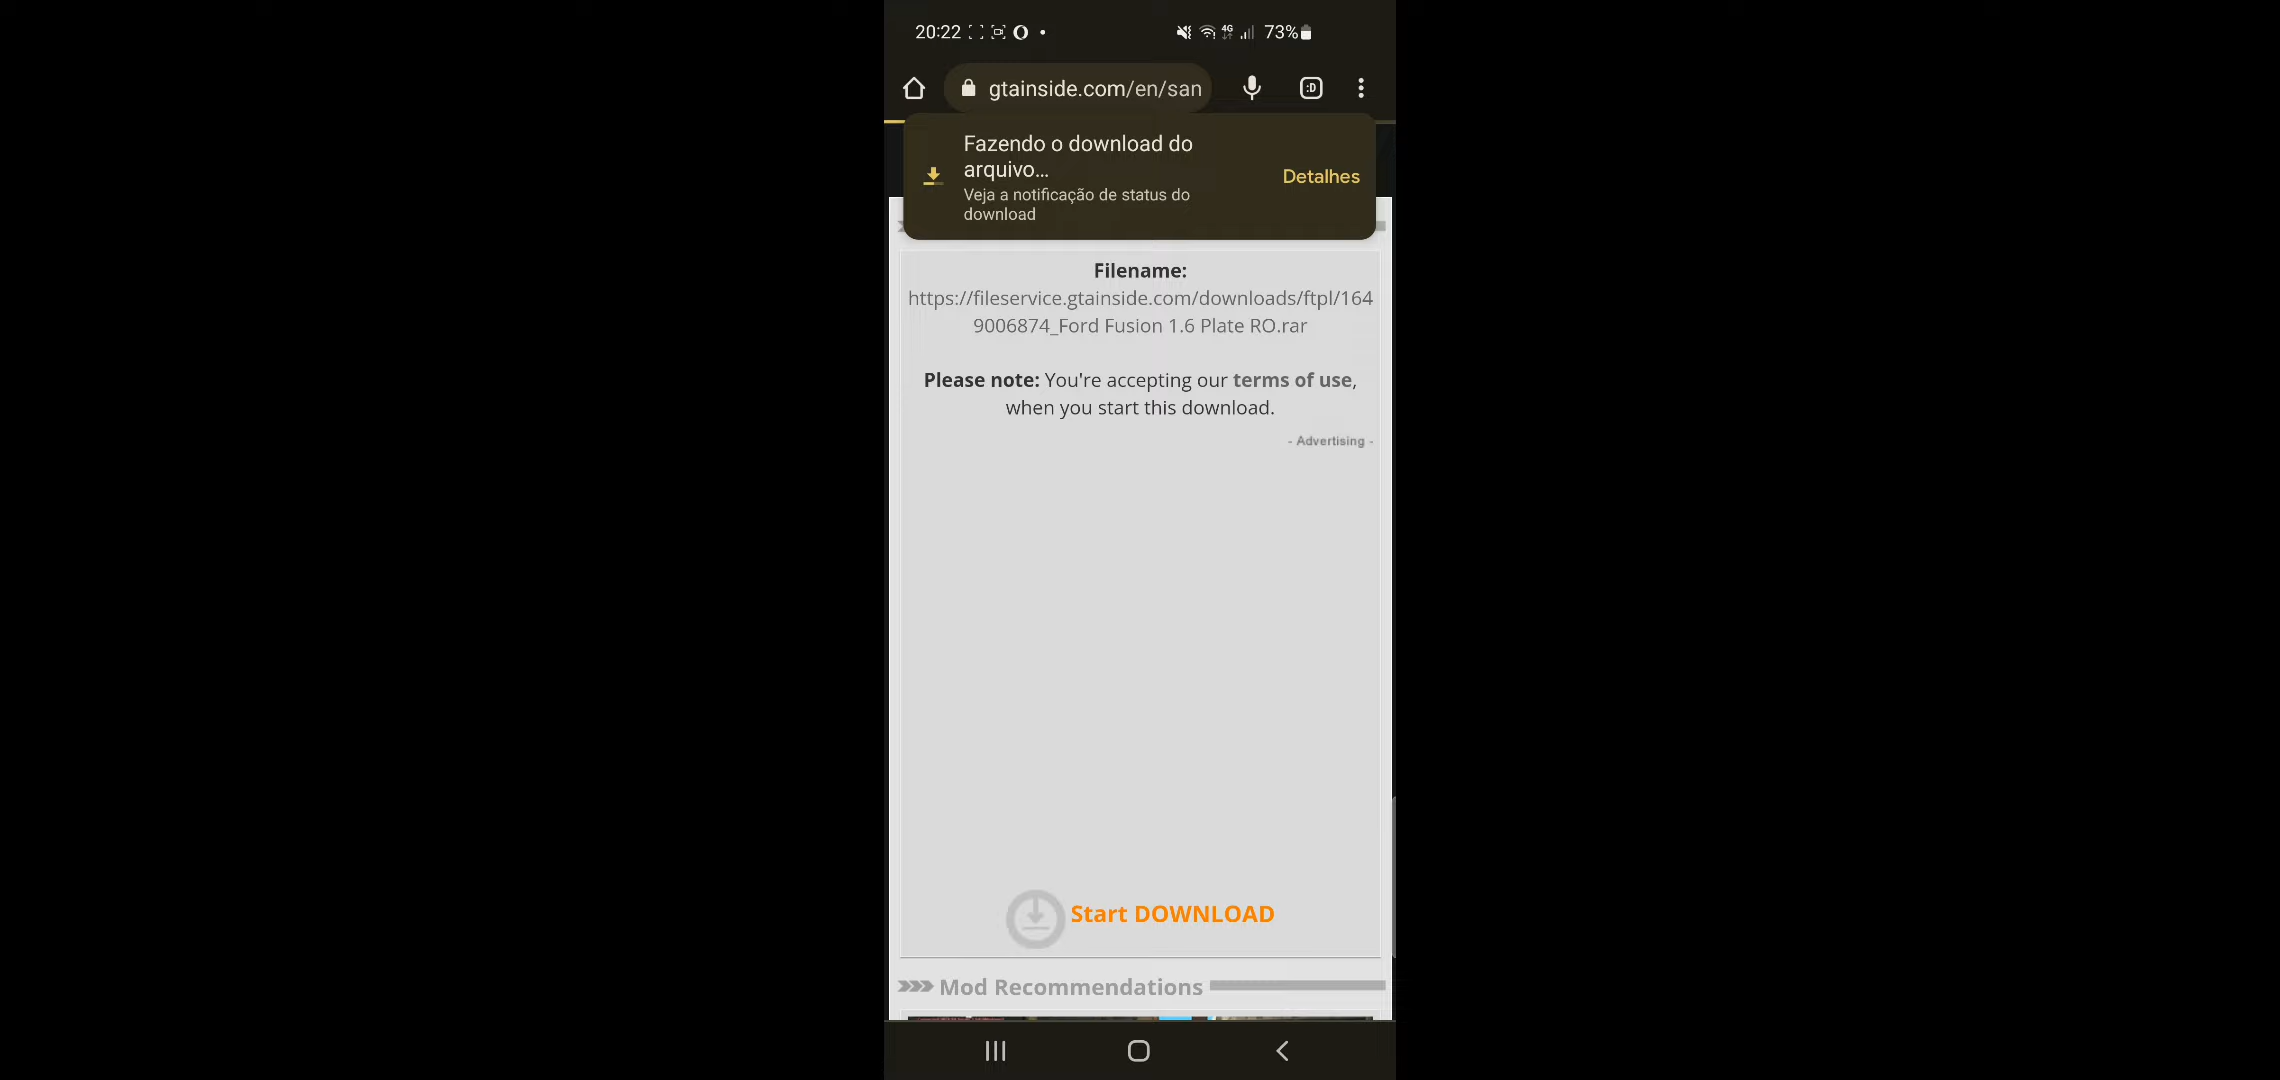 20:22
4G
73%
gtainside.com/en/san
:D
Fazendo o download do
arquivo...
Veja a notificação de status do
download
Detalhes
Filename:
https://fileservice.gtainside.com/downloads/ftpl/164
9006874_Ford Fusion 1.6 Plate RO.rar
Please note: You're accepting our terms of use,
when you start this download.
- Advertising -
Start DOWNLOAD
Mod Recommendations